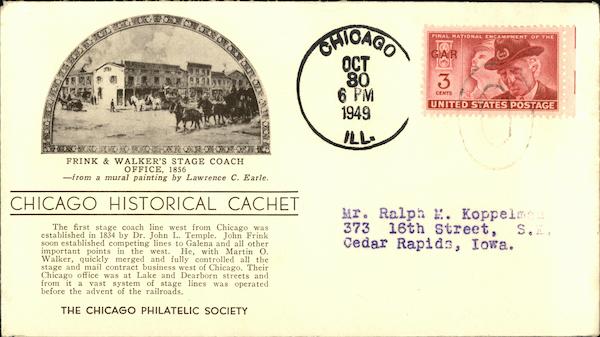 FRINK & WALKER'S STAGE COACH
OFFICE, 1856
—from a mural painting by Lawrence C. Earle.
CHICAGO HISTORICAL CACHET
The first stage coach line west from Chicago was
established in 1834 by Dr. John L. Temple. John Frink
soon established competing lines to Galena and all other
important points in the west. He, with Martin O.
Walker, quickly merged and fully controlled all the
stage and mail contract business west of Chicago. Their
Chicago office was at Lake and Dearborn streets and
from it a vast system of stage lines was operated
before the advent of the railroads.
THE CHICAGO PHILATELIC SOCIETY
CHICAGO
OCT
30
6 PM
1949
ILL.
FINAL NATIONAL ENCAMPMENT OF THE
GAR
3
CENTS
UNITED STATES POSTAGE
Mr. Ralph M.
373 16th Street, S.E.
Cedar Rapids, Iowa.